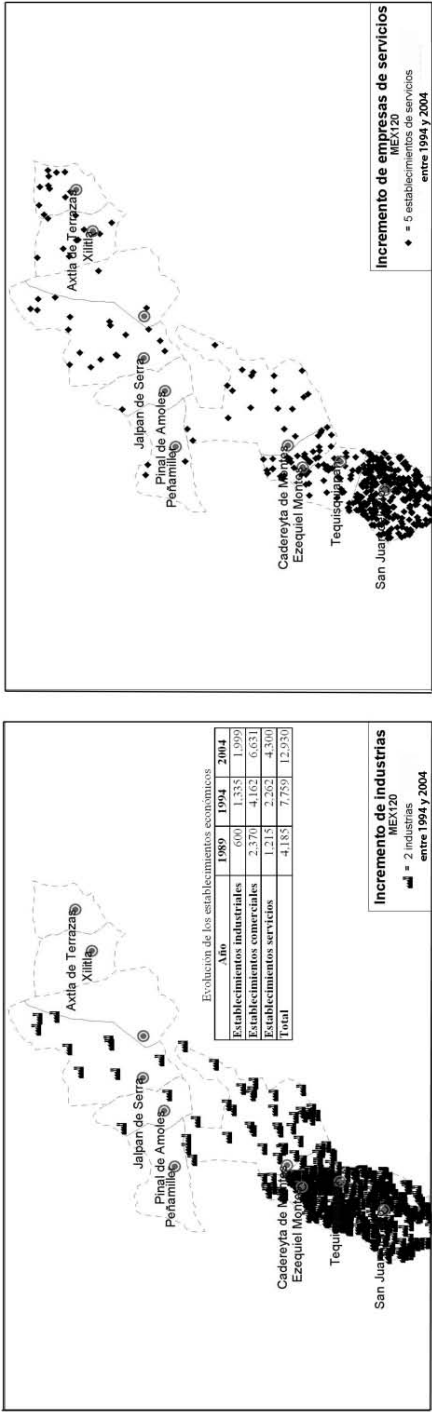 Axtla de Terrazas
Xilitla
Jalpan de Serra
Pinal de Amoles
Peñamiller
Cadereyta de Montes
Ezequiel Montes
Tequi
San Jua
Evolución de los establecimientos económicos
Año 1989 1994 2004
Establecimientos industriales 600 1,335 1,999
Establecimientos comerciales 2,370 4,162 6,631
Establecimientos servicios 1,215 2,262 4,300
Total 4,185 7,759 12,930
Incremento de industrias
MEX120
= 2 industrias
entre 1994 y 2004
Axtla de Terrazas
Xilitla
Jalpan de Serra
Pinal de Amoles
Peñamiller
Cadereyta de Montes
Ezequiel Montes
Tequisquiapan
San Juan
Incremento de empresas de servicios
MEX120
= 5 establecimientos de servicios
entre 1994 y 2004